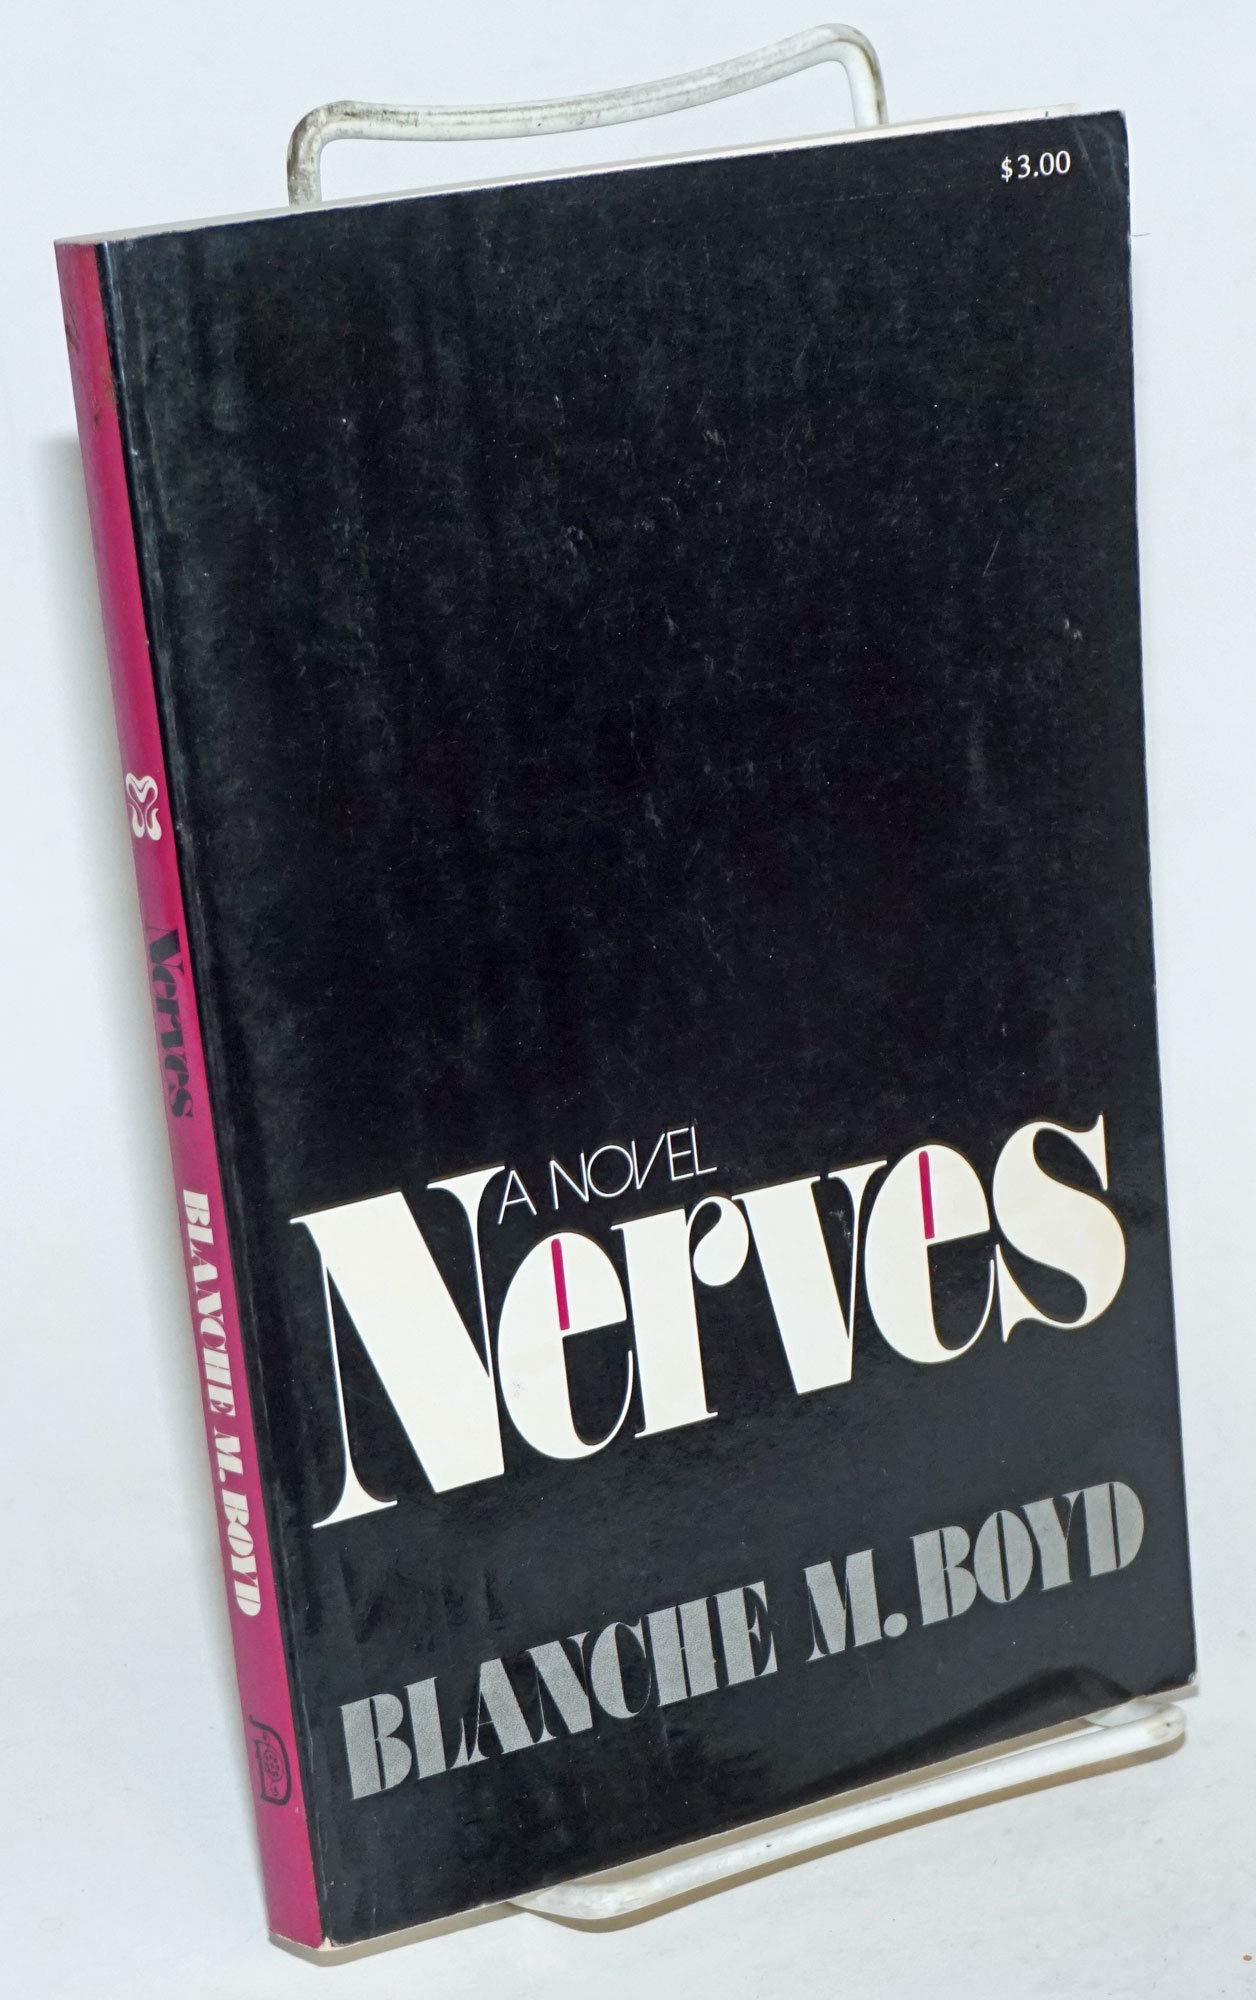 $3.00
A NOVEL
Nerves
BLANCHE M. BOYD
Nerves BLANCHE M. BOYD